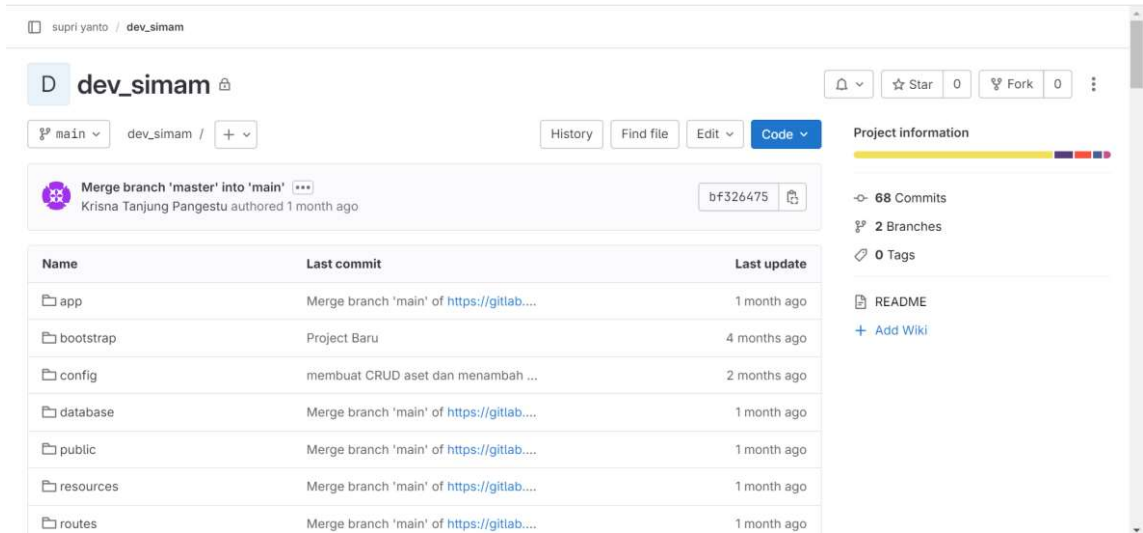 supri yanto / dev_simam
D dev_simam
Star 0 Fork 0
main dev_simam / + History Find file Edit Code
Project information
Merge branch 'master' into 'main'
Krisna Tanjung Pangestu authored 1 month ago
bf326475
68 Commits
2 Branches
0 Tags
README
+ Add Wiki
Name Last commit Last update
app Merge branch 'main' of https://gitlab.... 1 month ago
bootstrap Project Baru 4 months ago
config membuat CRUD aset dan menambah ... 2 months ago
database Merge branch 'main' of https://gitlab.... 1 month ago
public Merge branch 'main' of https://gitlab.... 1 month ago
resources Merge branch 'main' of https://gitlab.... 1 month ago
routes Merge branch 'main' of https://gitlab.... 1 month ago